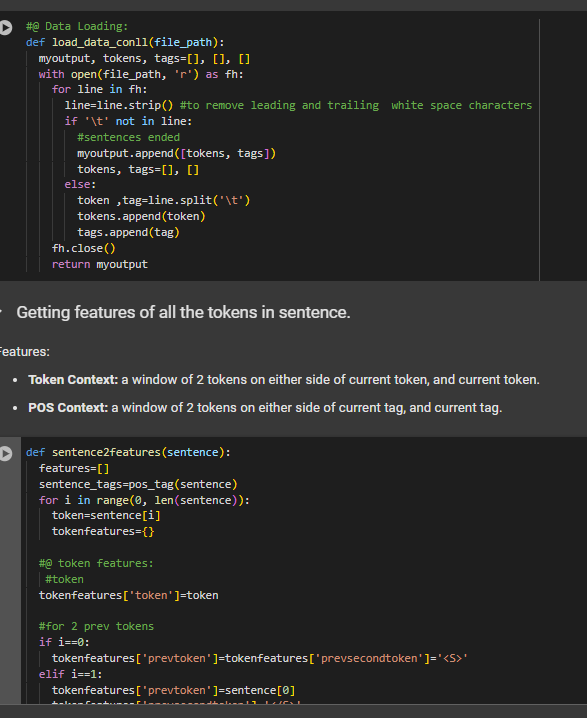 #@ Data Loading:
def load_data_conll(file_path):
  myoutput, tokens, tags=[], [], []
  with open(file_path, 'r') as fh:
    for line in fh:
      line=line.strip() #to remove leading and trailing  white space characters
      if '\t' not in line:
        #sentences ended
        myoutput.append([tokens, tags])
        tokens, tags=[], []
      else:
        token ,tag=line.split('\t')
        tokens.append(token)
        tags.append(tag)
    fh.close()
    return myoutput
Getting features of all the tokens in sentence.
Features:
• Token Context: a window of 2 tokens on either side of current token, and current token.
• POS Context: a window of 2 tokens on either side of current tag, and current tag.
def sentence2features(sentence):
  features=[]
  sentence_tags=pos_tag(sentence)
  for i in range(0, len(sentence)):
    token=sentence[i]
    tokenfeatures={}
  #@ token features:
   #token
  tokenfeatures['token']=token
  #for 2 prev tokens
  if i==0:
    tokenfeatures['prevtoken']=tokenfeatures['prevsecondtoken']='<S>'
  elif i==1:
    tokenfeatures['prevtoken']=sentence[0]